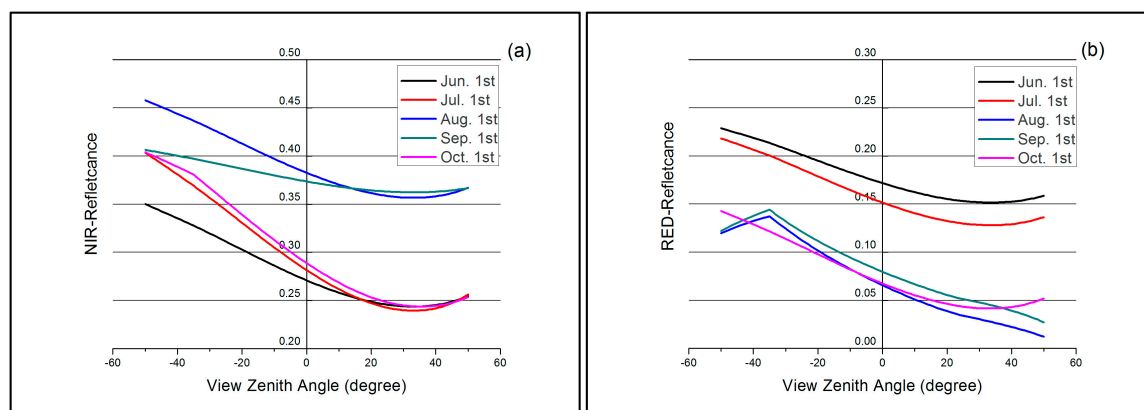 (a)
0.50
0.45
0.40
0.35
0.30
0.25
0.20
-60 -40 -20 0 20 40 60
NIR-Refletcance
View Zenith Angle (degree)
Jun. 1st
Jul. 1st
Aug. 1st
Sep. 1st
Oct. 1st
(b)
0.30
0.25
0.20
0.15
0.10
0.05
0.00
-60 -40 -20 0 20 40 60
RED-Refletcance
View Zenith Angle (degree)
Jun. 1st
Jul. 1st
Aug. 1st
Sep. 1st
Oct. 1st